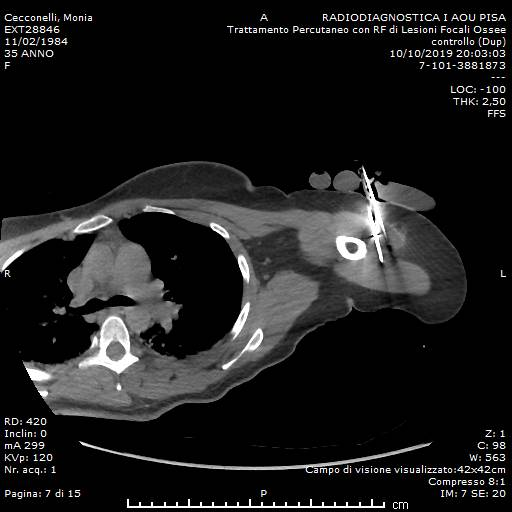 Cecconelli, Monia
EXT28846
11/02/1984
35 ANNO
F
A
RADIODIAGNOSTICA I AOU PISA
Trattamento Percutaneo con RF di Lesioni Focali Ossee
controllo (Dup)
10/10/2019 20:03:03
7-101-3881873
---
LOC: -100
THK: 2,50
FFS
R
L
RD: 420
Inclin: 0
mA 299
KVp: 120
Nr. acq.: 1
Pagina: 7 di 15
P
cm
Z: 1
C: 98
W: 563
Campo di visione visualizzato:42x42cm
Compresso 8:1
IM: 7 SE: 20